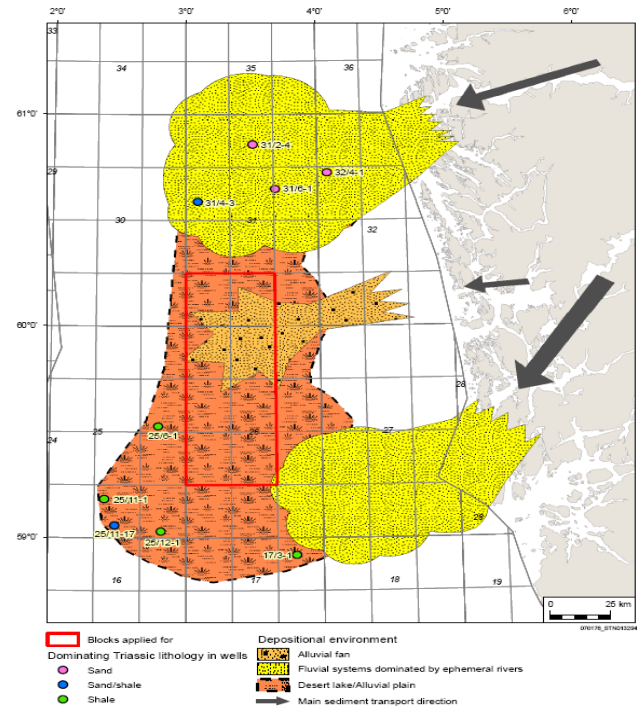 2°0' 3°0' 4°0' 5°0' 6°0'
33
34 35 36
61°0'
31/2-4
32/4-1
29
31/6-1
31/4-3
30 31 32
60°0'
28
24 25 26 27
25/6-1
25/11-1
25/11-17
25/12-1
59°0'
17/3-1
29
16 17 18 19
0 25 km
070176_STN013294
Blocks applied for
Dominating Triassic lithology in wells
Sand
Sand/shale
Shale
Depositional environment
Alluvial fan
Fluvial systems dominated by ephemeral rivers
Desert lake/Alluvial plain
Main sediment transport direction